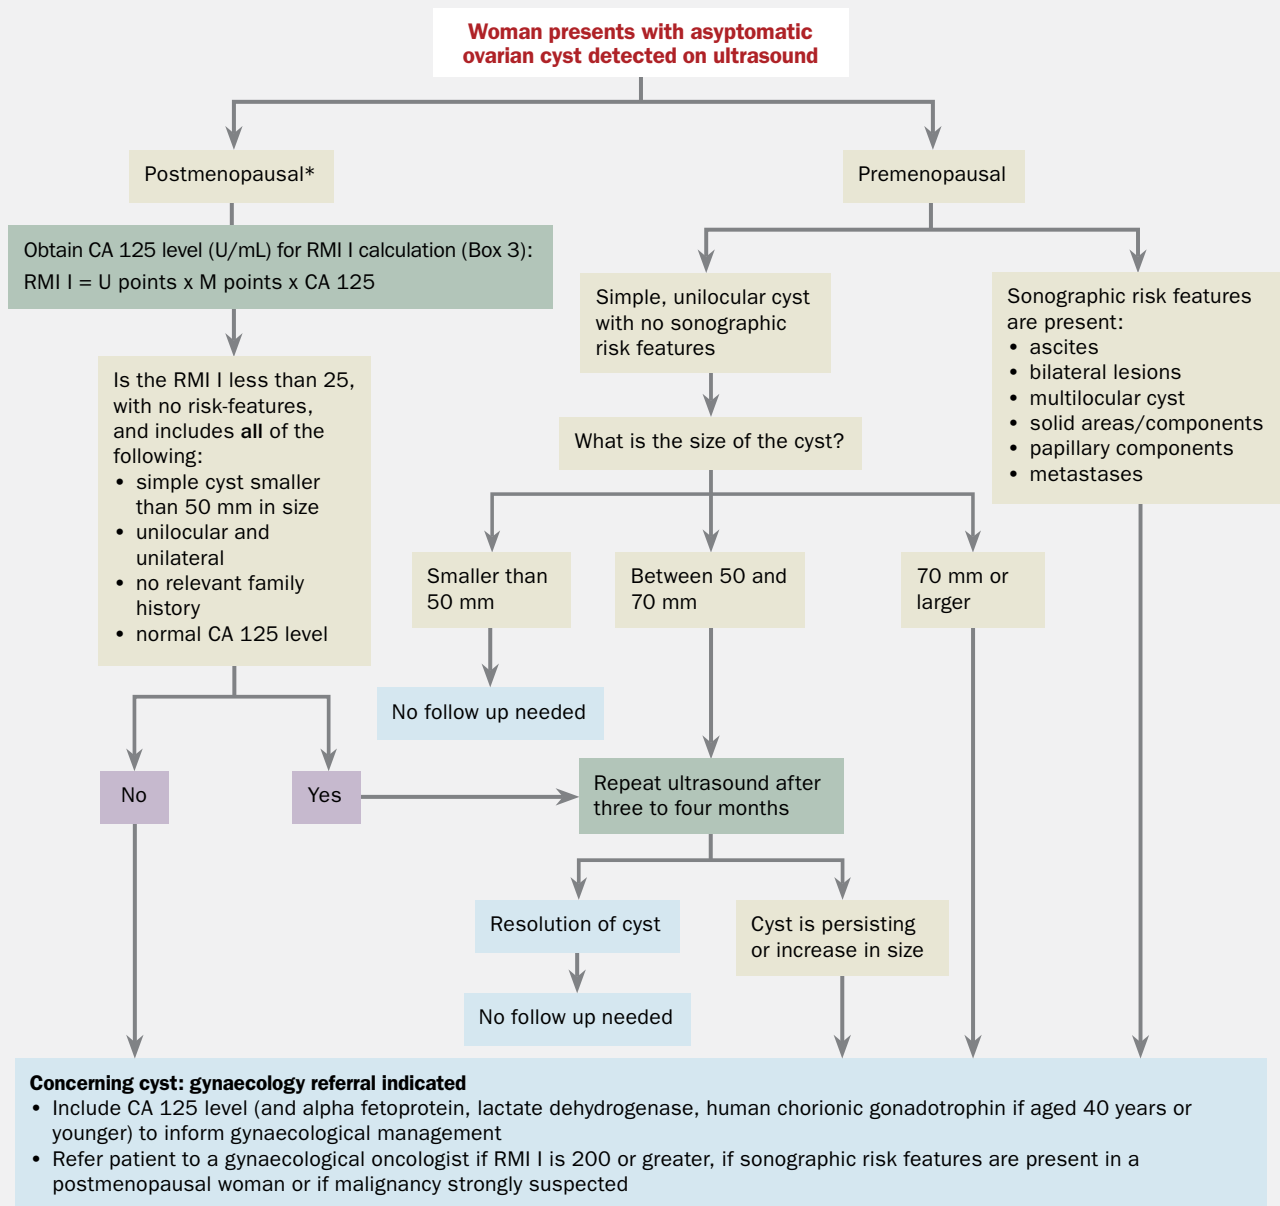 Woman presents with asyptomatic
ovarian cyst detected on ultrasound
Postmenopausal*
Premenopausal
Obtain CA 125 level (U/mL) for RMI I calculation (Box 3):
RMI I = U points x M points x CA 125
Simple, unilocular cyst
with no sonographic
risk features
Sonographic risk features
are present:
• ascites
• bilateral lesions
• multilocular cyst
• solid areas/components
• papillary components
• metastases
Is the RMI I less than 25,
with no risk-features,
and includes all of the
following:
• simple cyst smaller
than 50 mm in size
• unilocular and
unilateral
• no relevant family
history
• normal CA 125 level
What is the size of the cyst?
Smaller than
50 mm
Between 50 and
70 mm
70 mm or
larger
No follow up needed
No
Yes
Repeat ultrasound after
three to four months
Resolution of cyst
Cyst is persisting
or increase in size
No follow up needed
Concerning cyst: gynaecology referral indicated
• Include CA 125 level (and alpha fetoprotein, lactate dehydrogenase, human chorionic gonadotrophin if aged 40 years or
younger) to inform gynaecological management
• Refer patient to a gynaecological oncologist if RMI I is 200 or greater, if sonographic risk features are present in a
postmenopausal woman or if malignancy strongly suspected